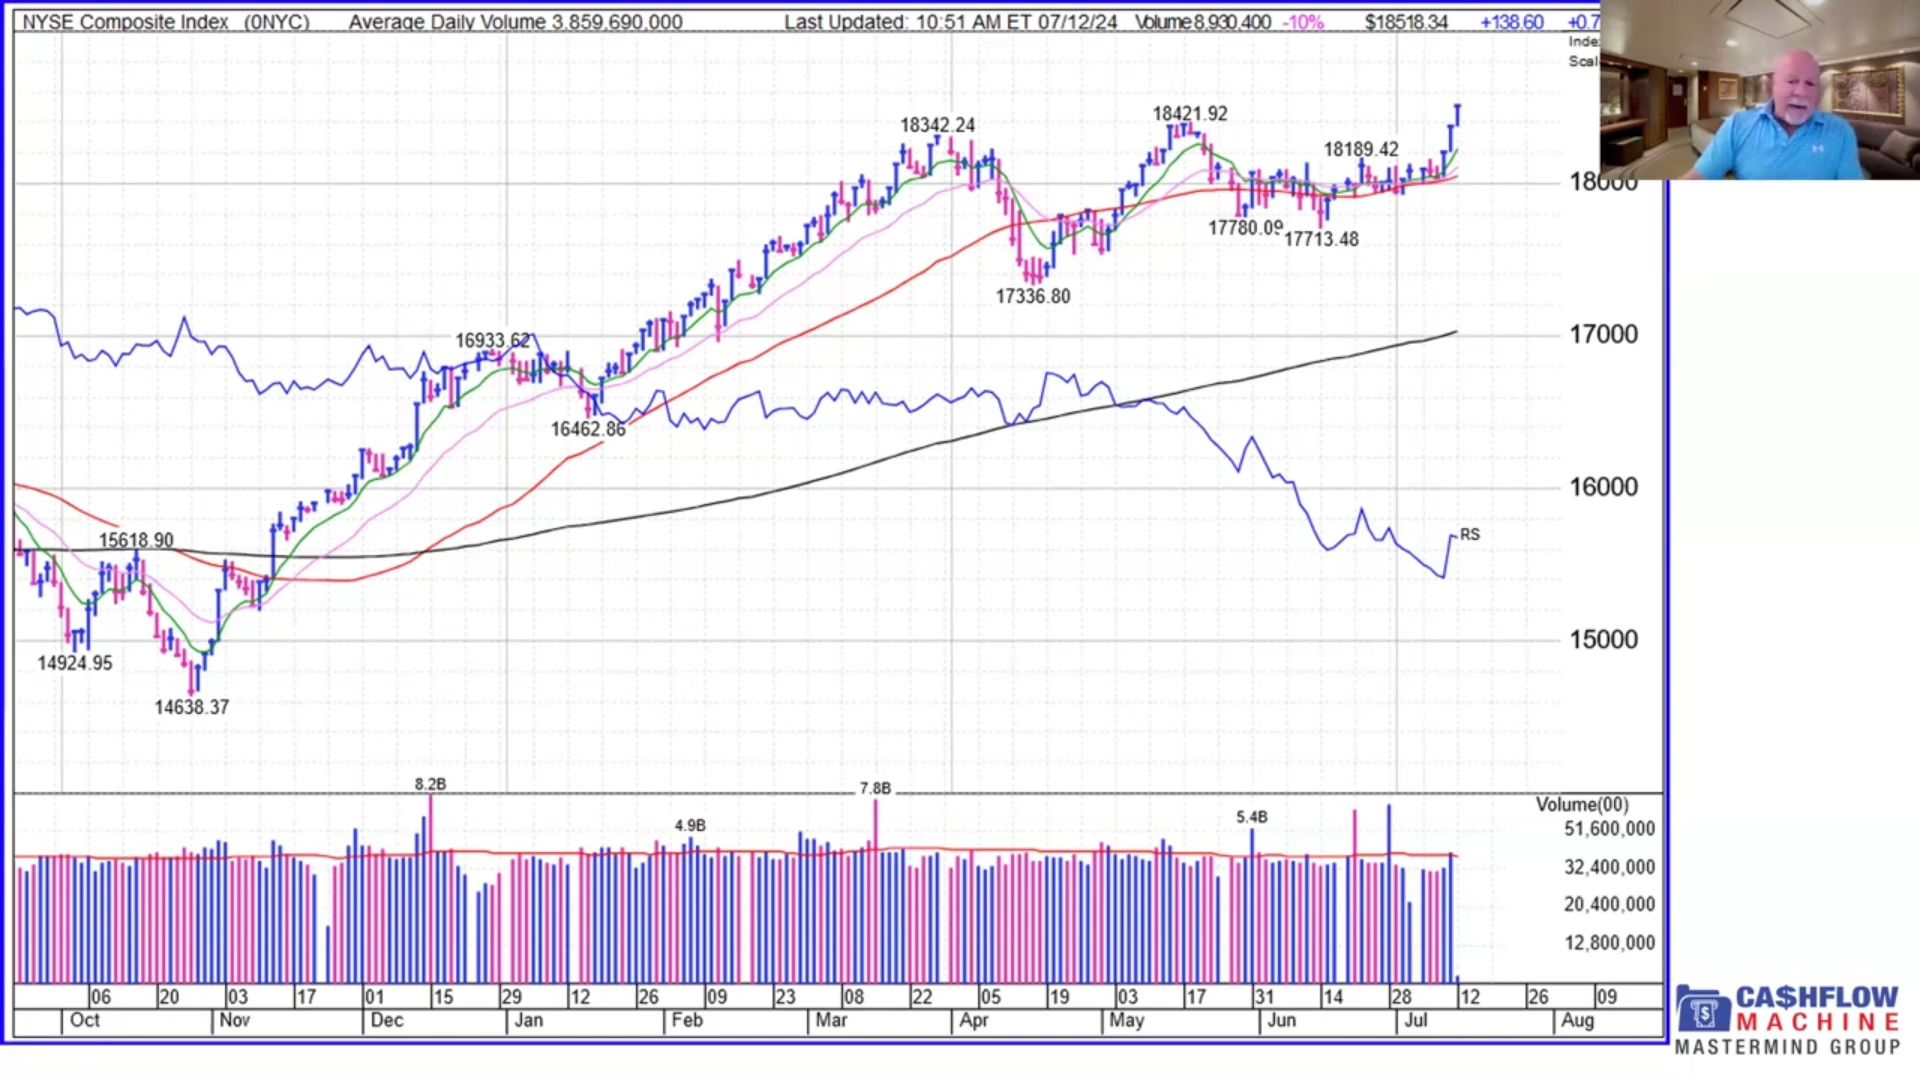 NYSE Composite Index (0NYC) Average Daily Volume 3,859,690,000 Last Updated: 10:51 AM ET 07/12/24 Volume 8,930,400 -10% $18518.34 +138.60 +0.7
Inde
Scal
18421.92
18342.24
18189.42
18000
17780.09
17713.48
17336.80
17000
16933.62
16462.86
16000
RS
15618.90
15000
14924.95
14638.37
8.2B
7.8B
4.9B
5.4B
Volume(00)
51,600,000
32,400,000
20,400,000
12,800,000
06 20 03 17 01 15 29 12 26 09 23 08 22 05 19 03 17 31 14 28 12 26 09
Oct Nov Dec Jan Feb Mar Apr May Jun Jul Aug
CA$HFLOW
MACHINE
MASTERMIND GROUP